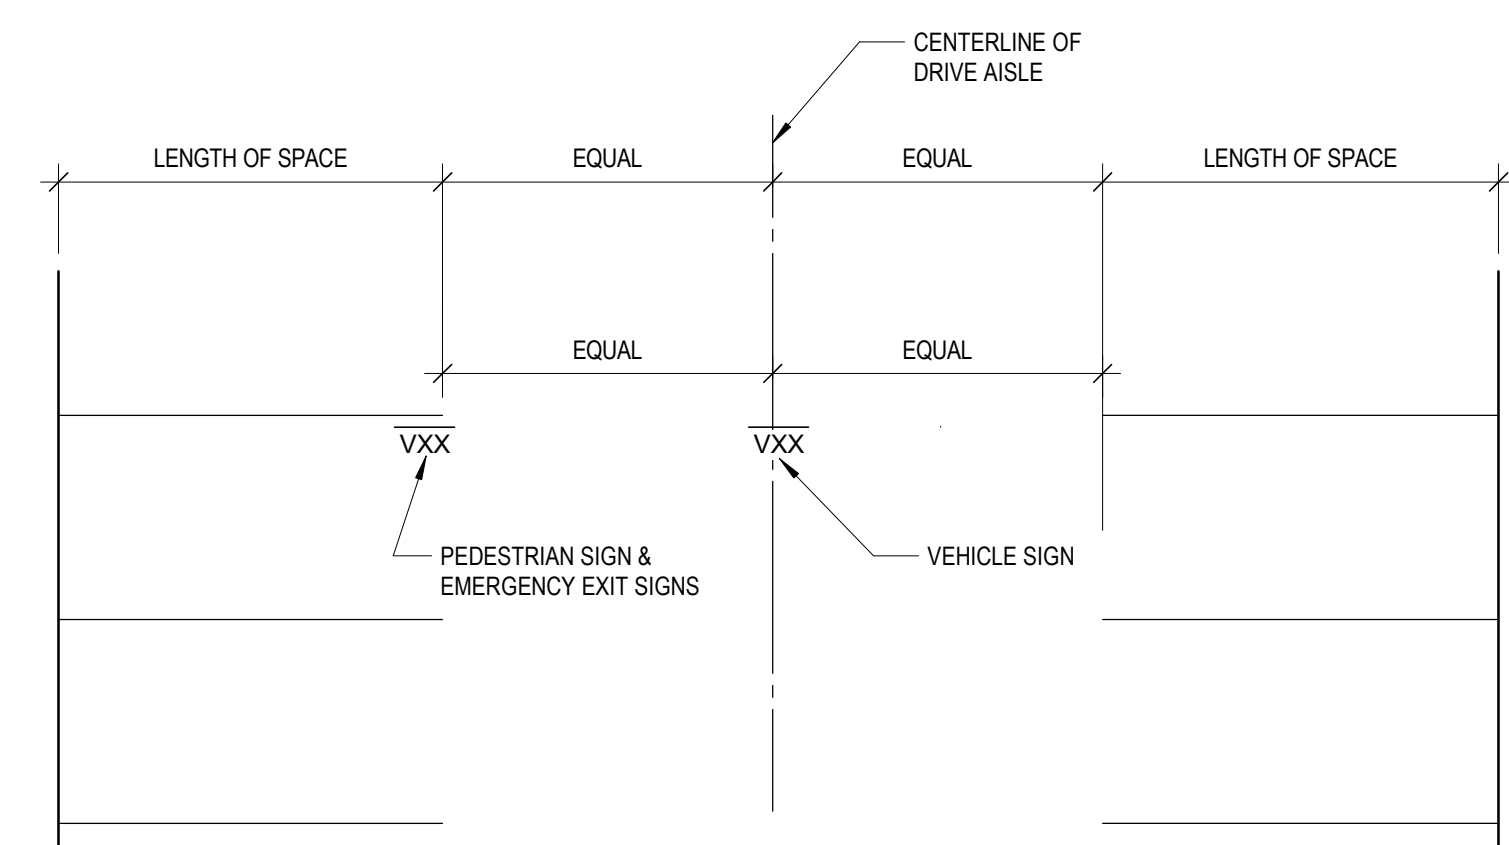 CENTERLINE OF
DRIVE AISLE
LENGTH OF SPACE
EQUAL
EQUAL
LENGTH OF SPACE
EQUAL
EQUAL
VXX
VXX
PEDESTRIAN SIGN &
EMERGENCY EXIT SIGNS
VEHICLE SIGN